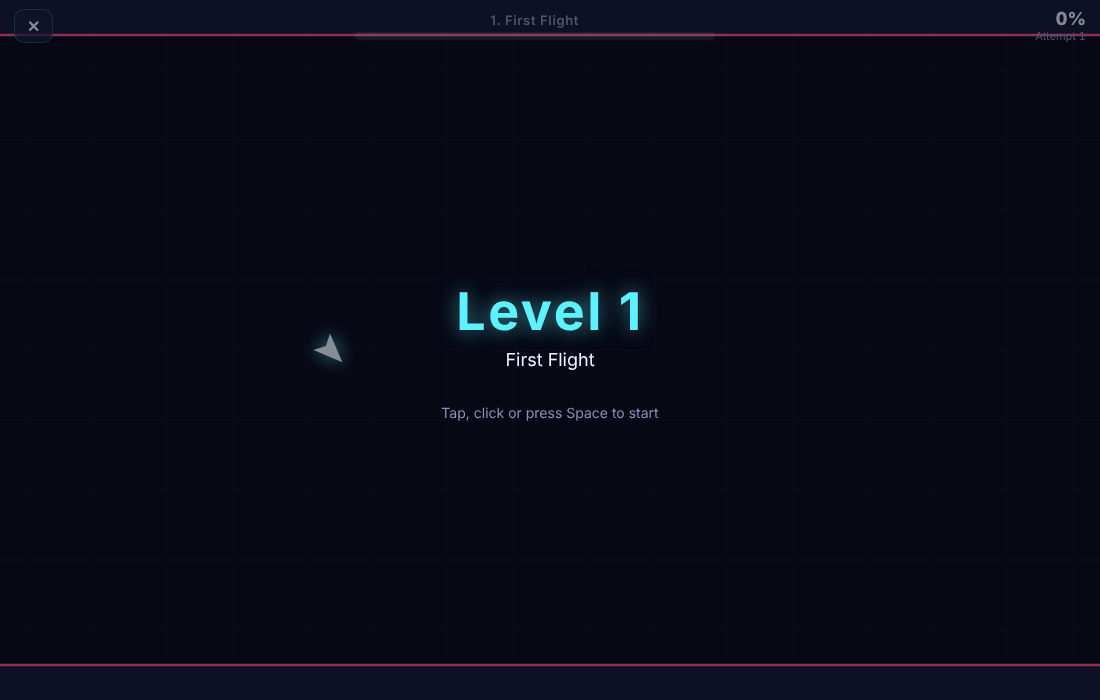 ✕
1. First Flight
0%
Attempt 1
Level 1
First Flight
Tap, click or press Space to start